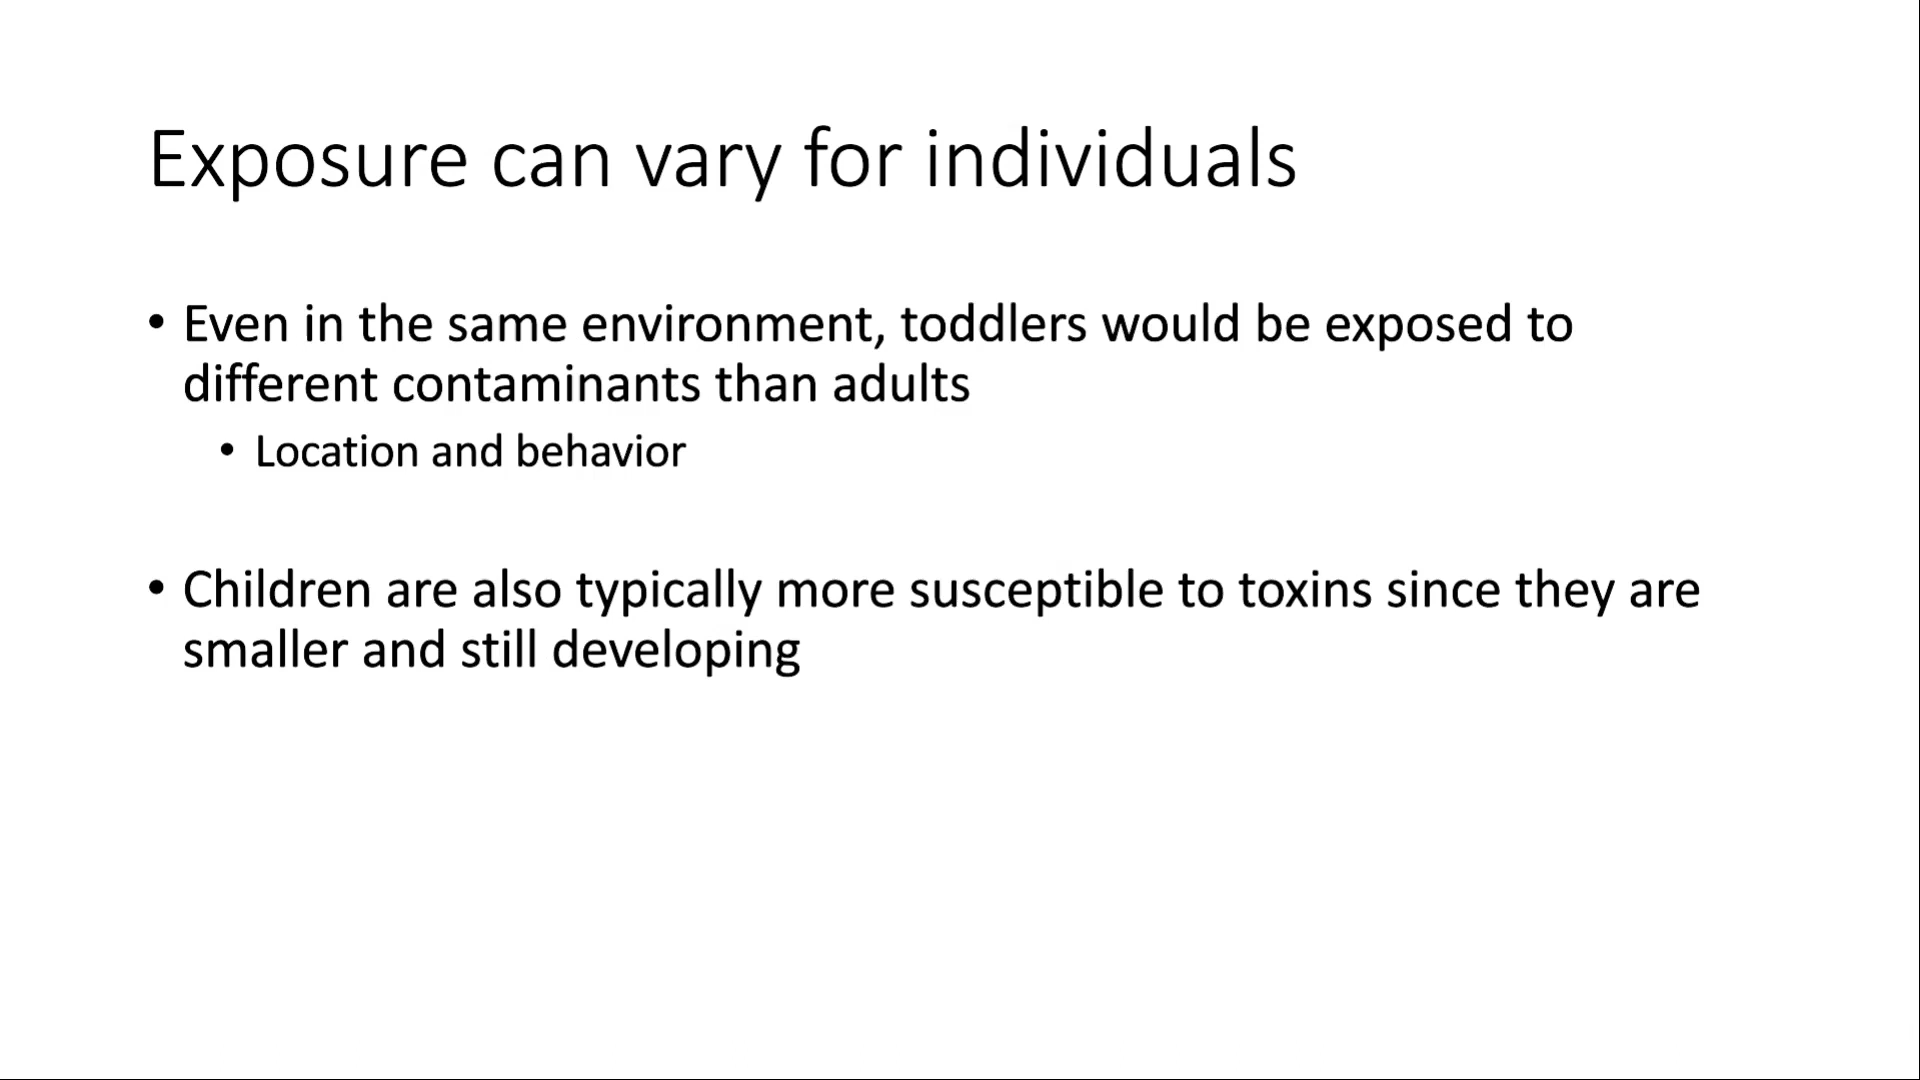 Exposure can vary for individuals
• Even in the same environment, toddlers would be exposed to
different contaminants than adults
• Location and behavior
• Children are also typically more susceptible to toxins since they are
smaller and still developing